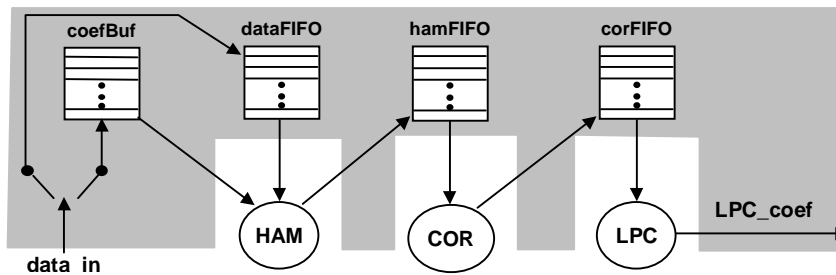 coefBuf
dataFIFO
hamFIFO
corFIFO
HAM
COR
LPC
LPC_coef
data_in